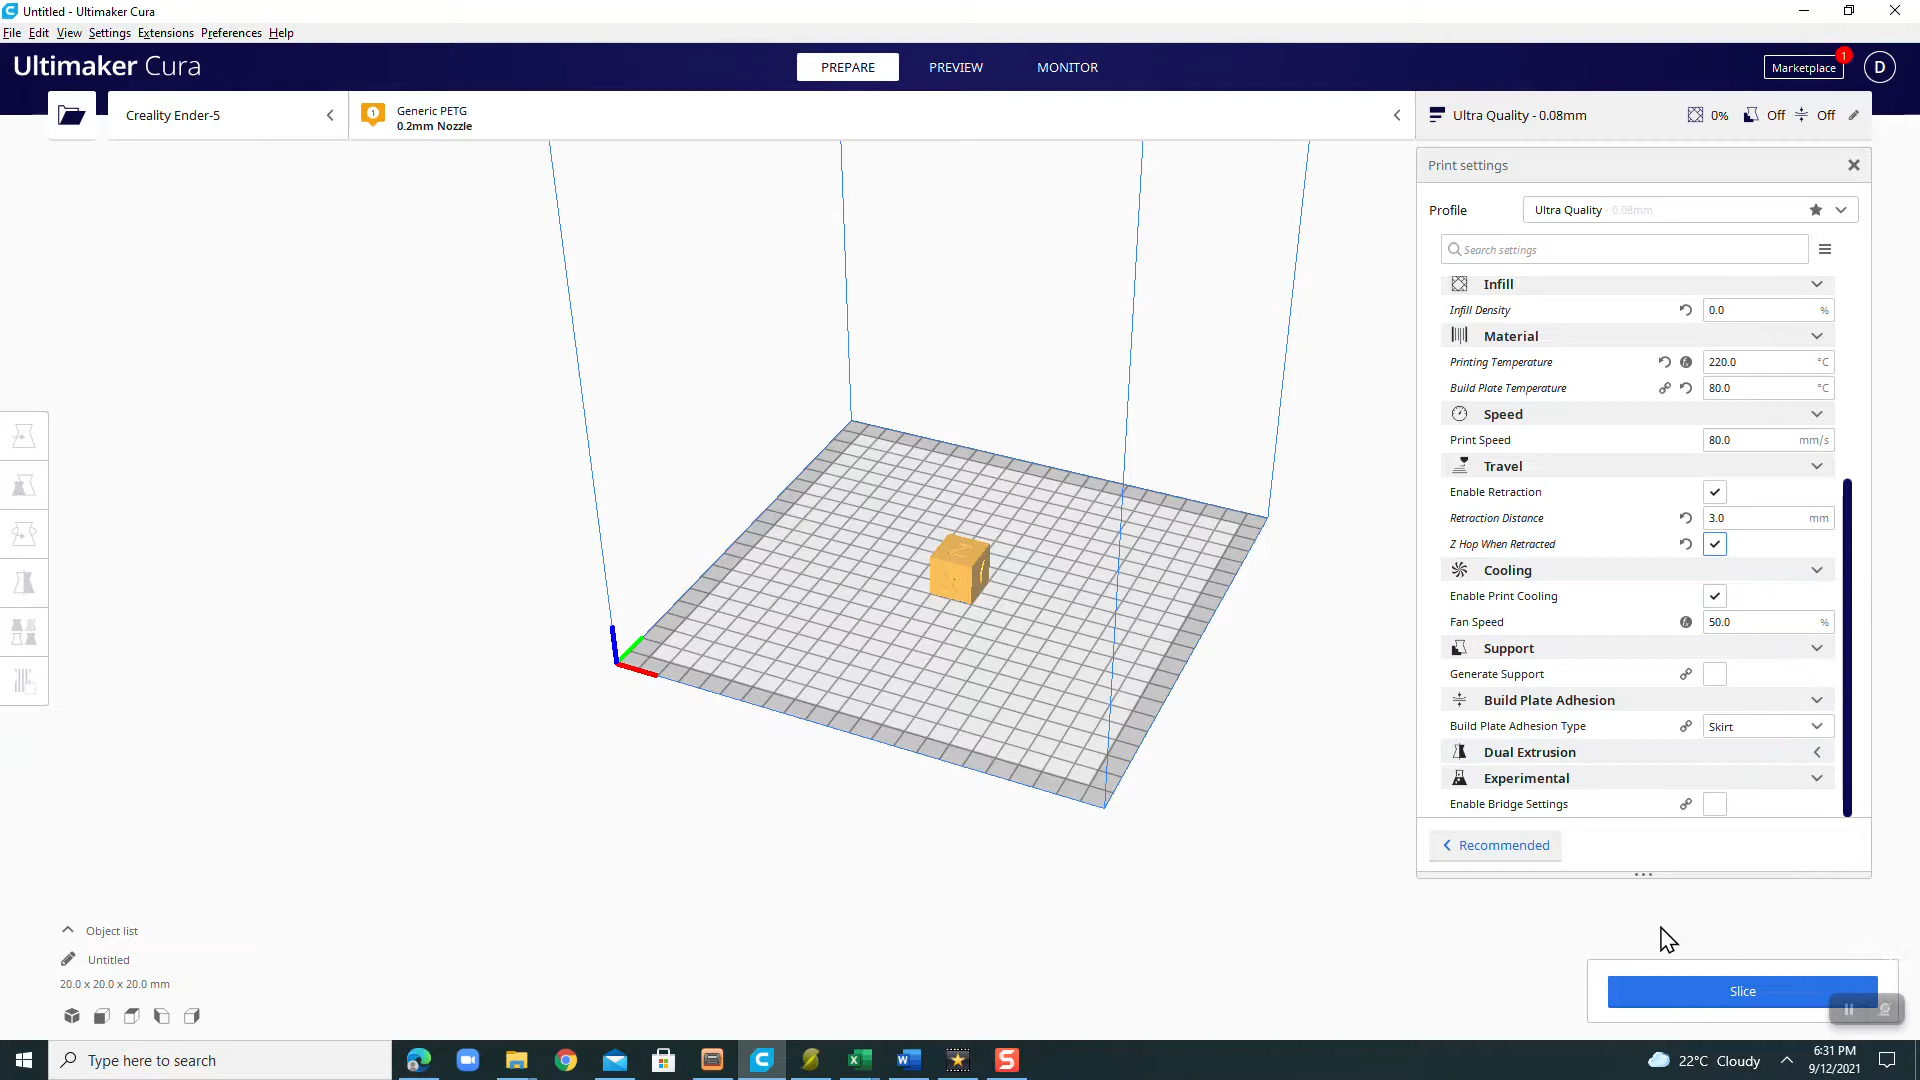 Untitled - Ultimaker Cura
File Edit View Settings Extensions Preferences Help
Ultimaker Cura
PREPARE PREVIEW MONITOR
Marketplace 1 D
Creality Ender-5
1 Generic PETG
0.2mm Nozzle
Ultra Quality - 0.08mm 0% Off Off
Print settings
Profile Ultra Quality - 0.08mm
Search settings
Infill
Infill Density 0.0 %
Material
Printing Temperature 220.0 °C
Build Plate Temperature 80.0 °C
Speed
Print Speed 80.0 mm/s
Travel
Enable Retraction
Retraction Distance 3.0 mm
Z Hop When Retracted
Cooling
Enable Print Cooling
Fan Speed 50.0 %
Support
Generate Support
Build Plate Adhesion
Build Plate Adhesion Type Skirt
Dual Extrusion
Experimental
Enable Bridge Settings
Recommended
Z
Object list
Untitled
20.0 x 20.0 x 20.0 mm
Slice
Type here to search
22°C Cloudy
6:31 PM
9/12/2021